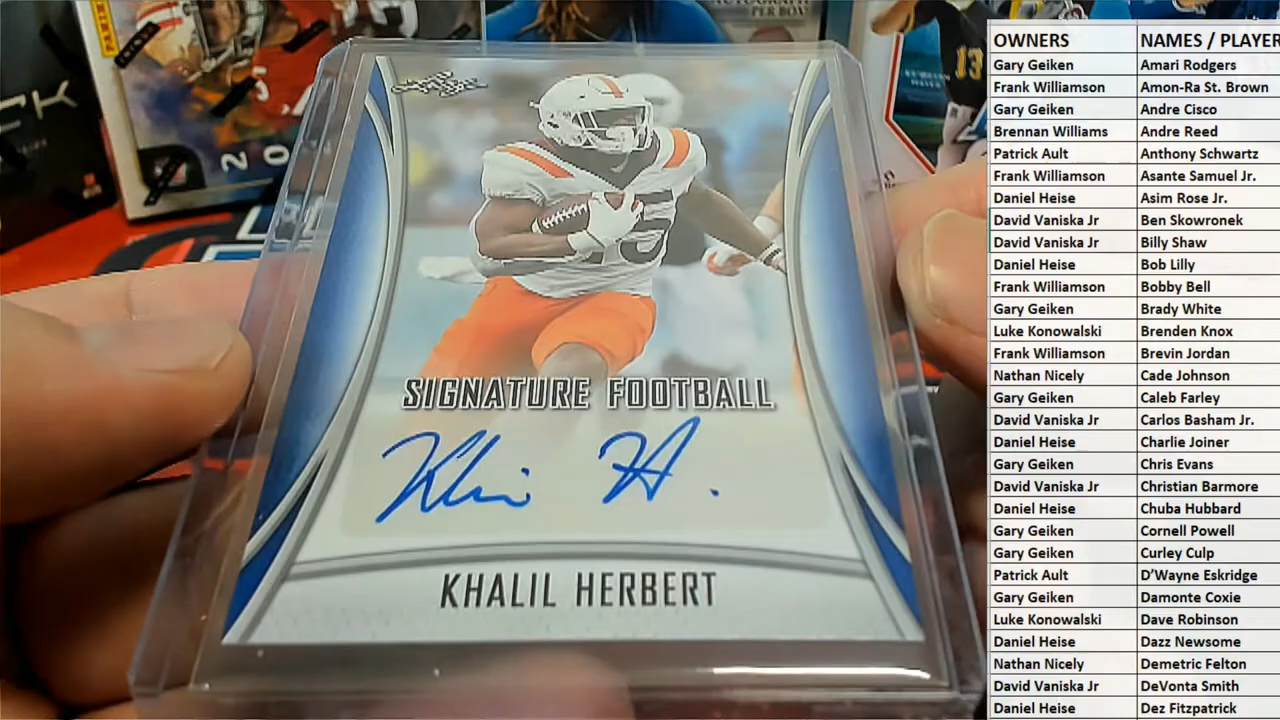 AUTOGRAPH
PER BOX
PANINI
13
20
25
SIGNATURE FOOTBALL
KHALIL HERBERT
OWNERS NAMES / PLAYER
Gary Geiken Amari Rodgers
Frank Williamson Amon-Ra St. Brown
Gary Geiken Andre Cisco
Brennan Williams Andre Reed
Patrick Ault Anthony Schwartz
Frank Williamson Asante Samuel Jr.
Daniel Heise Asim Rose Jr.
David Vaniska Jr Ben Skowronek
David Vaniska Jr Billy Shaw
Daniel Heise Bob Lilly
Frank Williamson Bobby Bell
Gary Geiken Brady White
Luke Konowalski Brenden Knox
Frank Williamson Brevin Jordan
Nathan Nicely Cade Johnson
Gary Geiken Caleb Farley
David Vaniska Jr Carlos Basham Jr.
Daniel Heise Charlie Joiner
Gary Geiken Chris Evans
David Vaniska Jr Christian Barmore
Daniel Heise Chuba Hubbard
Gary Geiken Cornell Powell
Gary Geiken Curley Culp
Patrick Ault D’Wayne Eskridge
Gary Geiken Damonte Coxie
Luke Konowalski Dave Robinson
Daniel Heise Dazz Newsome
Nathan Nicely Demetric Felton
David Vaniska Jr DeVonta Smith
Daniel Heise Dez Fitzpatrick